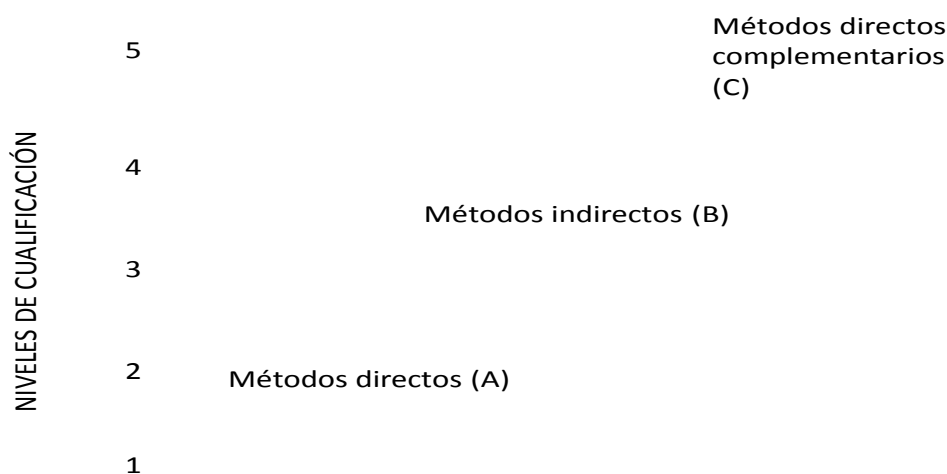 NIVELES DE CUALIFICACIÓN
5
Métodos directos
complementarios
(C)
4
Métodos indirectos (B)
3
2
Métodos directos (A)
1